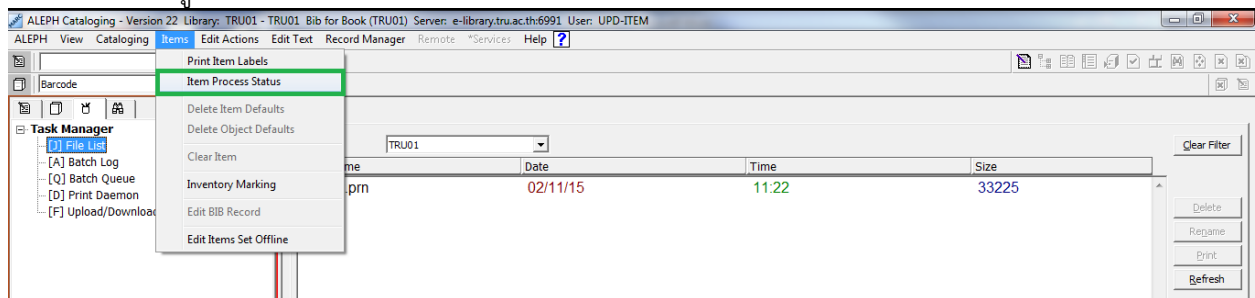 ALEPH Cataloging - Version 22 Library: TRU01 - TRU01 Bib for Book (TRU01) Server: e-library.tru.ac.th:6991 User: UPD-ITEM
ALEPH View Cataloging Items Edit Actions Edit Text Record Manager Remote *Services Help ?
Print Item Labels
Barcode
Item Process Status
Delete Item Defaults
Task Manager
Delete Object Defaults
[J] File List
TRU01
Clear Filter
Clear Item
[A] Batch Log
me Date Time Size
[Q] Batch Queue
Inventory Marking
.prn 02/11/15 11:22 33225
[D] Print Daemon
[F] Upload/Download
Edit BIB Record
Delete
Rename
Edit Items Set Offline
Print
Refresh